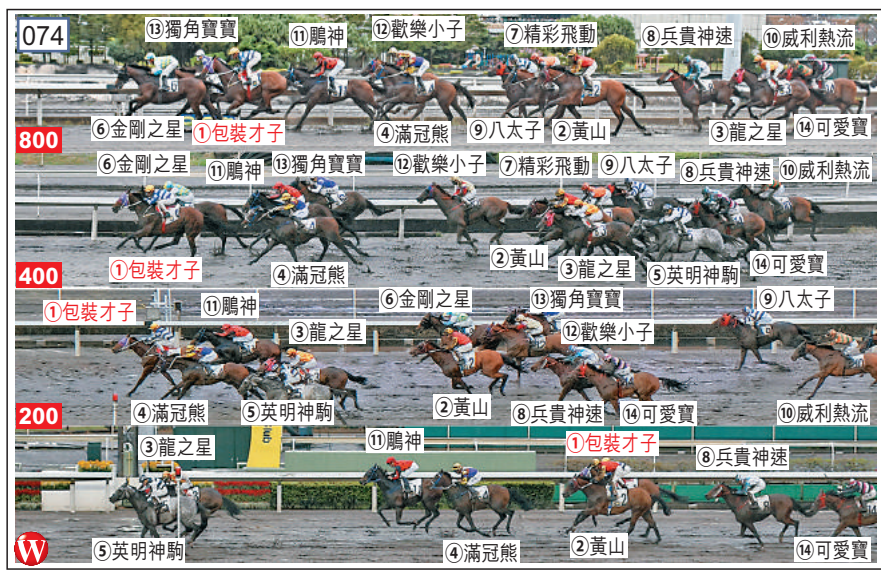 074
⑬獨角寶寶
⑪鵰神
⑫歡樂小子
⑦精彩飛動
⑧兵貴神速
⑩威利熱流
⑥金剛之星
①包裝才子
④滿冠熊
⑨八太子
②黃山
③龍之星
⑭可愛寶
800
⑥金剛之星
⑪鵰神
⑬獨角寶寶
⑫歡樂小子
⑦精彩飛動
⑨八太子
⑧兵貴神速
⑩威利熱流
①包裝才子
④滿冠熊
②黃山
③龍之星
⑤英明神駒
⑭可愛寶
400
①包裝才子
⑪鵰神
③龍之星
⑥金剛之星
⑬獨角寶寶
⑫歡樂小子
⑨八太子
④滿冠熊
⑤英明神駒
②黃山
⑧兵貴神速
⑭可愛寶
⑩威利熱流
200
③龍之星
⑪鵰神
①包裝才子
⑧兵貴神速
⑤英明神駒
④滿冠熊
②黃山
⑭可愛寶
W